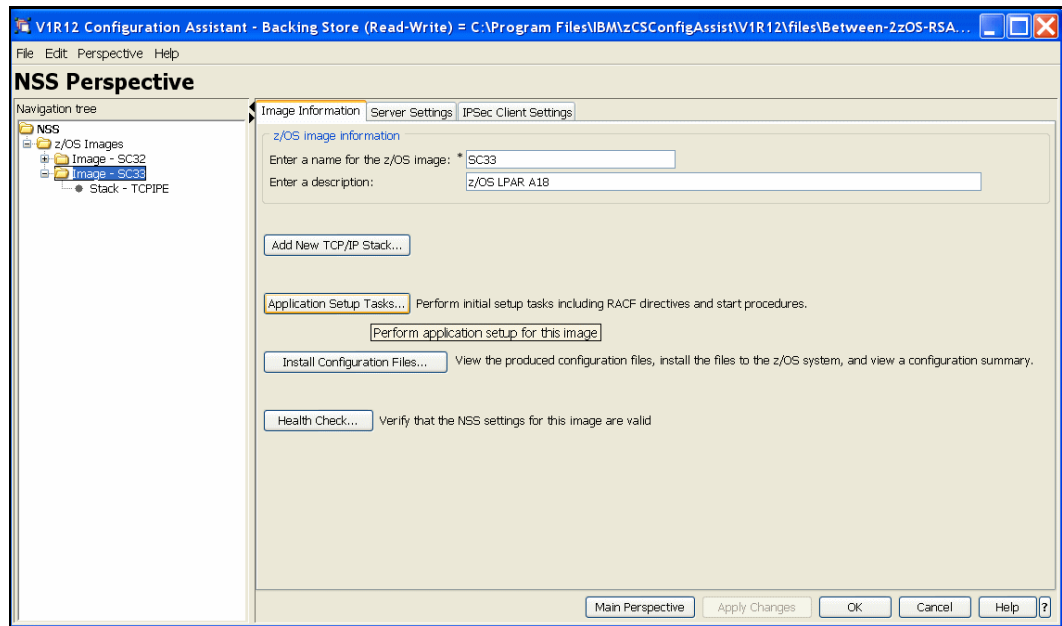 V1R12 Configuration Assistant - Backing Store (Read-Write) = C:\Program Files\IBM\zCSConfigAssist\V1R12\files\Between-2zOS-RSA...
File Edit Perspective Help
NSS Perspective
Navigation tree
NSS
z/OS Images
Image - SC32
Image - SC33
Stack - TCPIPE
Image Information Server Settings IPSec Client Settings
z/OS image information
Enter a name for the z/OS image: * SC33
Enter a description: z/OS LPAR A18
Add New TCP/IP Stack...
Application Setup Tasks... Perform initial setup tasks including RACF directives and start procedures.
Perform application setup for this image
Install Configuration Files... View the produced configuration files, install the files to the z/OS system, and view a configuration summary.
Health Check... Verify that the NSS settings for this image are valid
Main Perspective Apply Changes OK Cancel Help ?